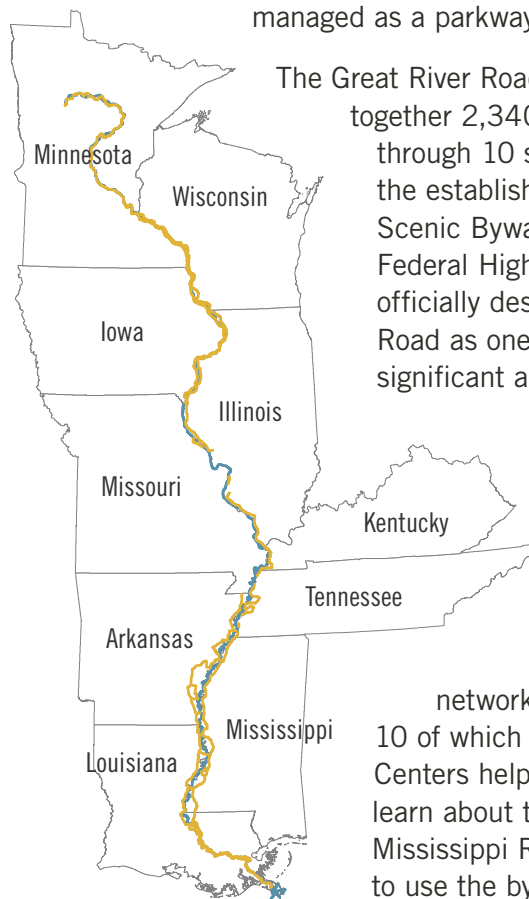 managed as a parkway,
The Great River Road
together 2,340
through 10 s
the establish
Scenic Bywa
Federal High
officially des
Road as one
significant a
Minnesota
Wisconsin
Iowa
Illinois
Missouri
Kentucky
Tennessee
Arkansas
Mississippi
Louisiana
network
10 of which
Centers help
learn about t
Mississippi R
to use the by